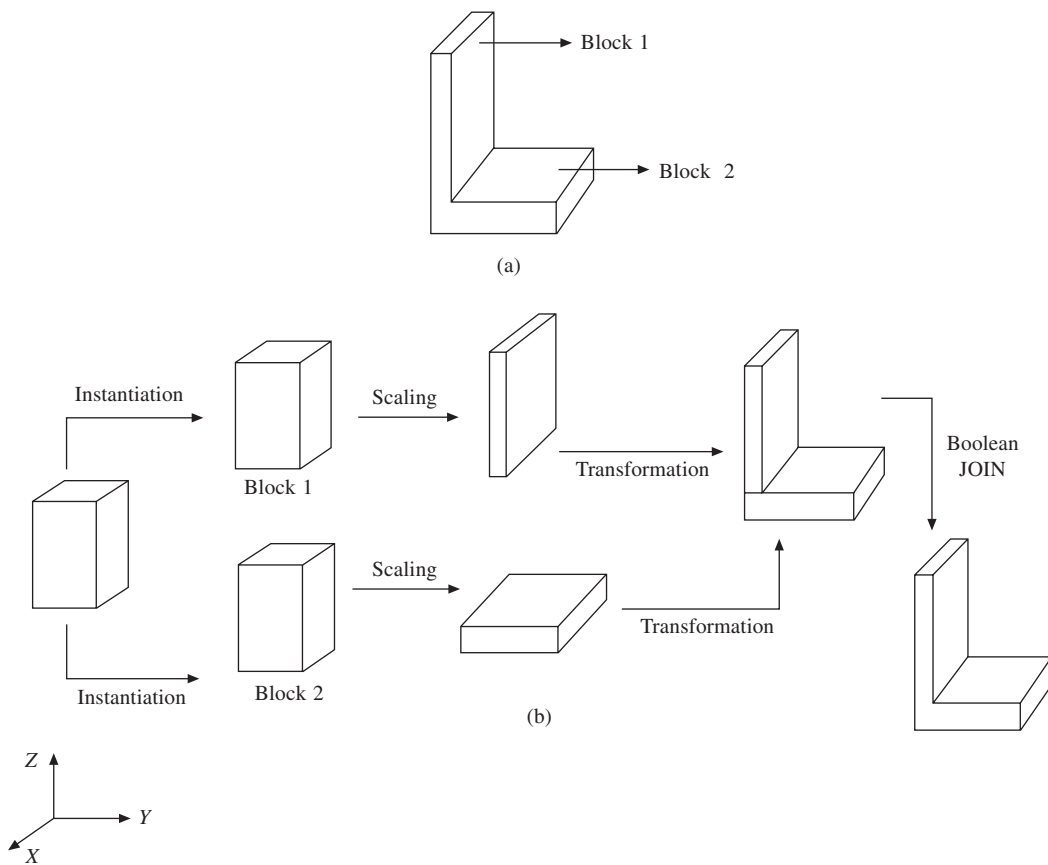 Block 1
Block 2
(a)
Instantiation
Block 1
Scaling
Transformation
Boolean
JOIN
Instantiation
Block 2
Scaling
Transformation
(b)
Z
Y
X